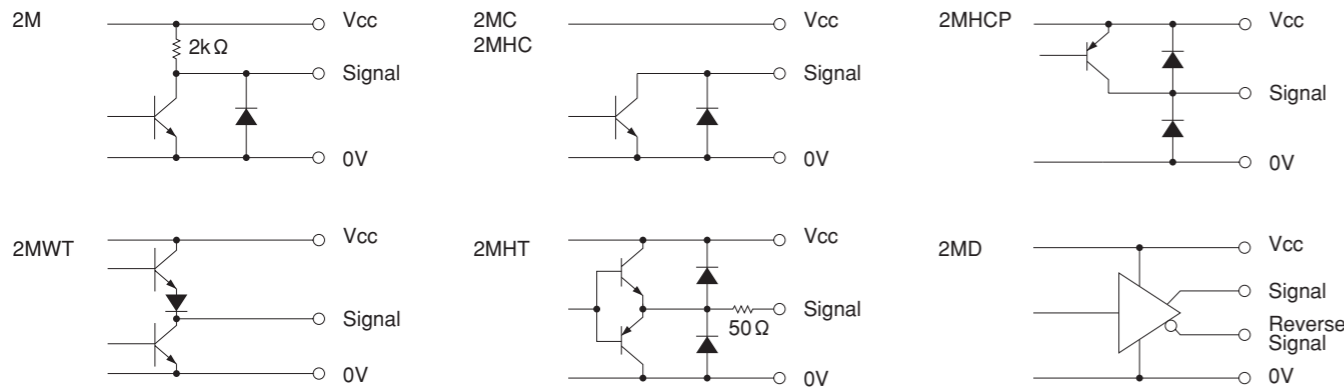 2M
Vcc
2kΩ
Signal
0V
2MC
2MHC
Vcc
Signal
0V
2MHCP
Vcc
Signal
0V
2MWT
Vcc
Signal
0V
2MHT
Vcc
Signal
50Ω
0V
2MD
Vcc
Signal
Reverse
Signal
0V